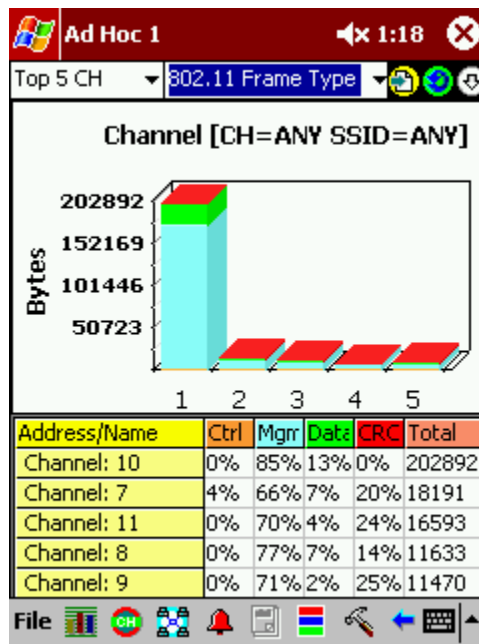 Ad Hoc 1 1:18
Top 5 CH 802.11 Frame Type
Channel [CH=ANY SSID=ANY]
202892
152169
101446
50723
Bytes
1 2 3 4 5
Address/Name Ctrl Mgm Data CRC Total
Channel: 10 0% 85% 13% 0% 202892
Channel: 7 4% 66% 7% 20% 18191
Channel: 11 0% 70% 4% 24% 16593
Channel: 8 0% 77% 7% 14% 11633
Channel: 9 0% 71% 2% 25% 11470
File CH